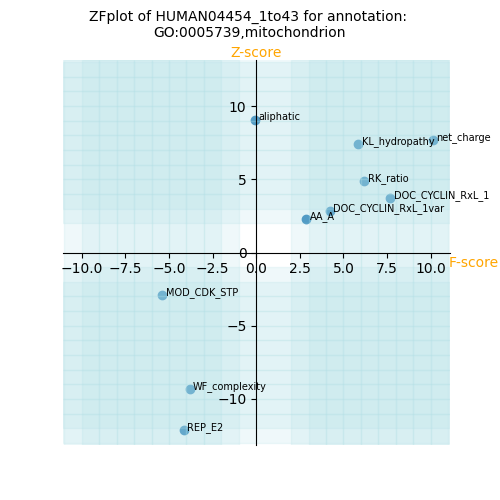 ZFplot of HUMAN04454_1to43 for annotation:
GO:0005739,mitochondrion
Z-score
10
aliphatic
KL_hydropathy
net_charge
5
RK_ratio
DOC_CYCLIN_RxL_1
DOC_CYCLIN_RxL_1var
AA_A
0
F-score
−10.0 −7.5 −5.0 −2.5 0.0 2.5 5.0 7.5 10.0
MOD_CDK_STP
−5
WF_complexity
−10
REP_E2